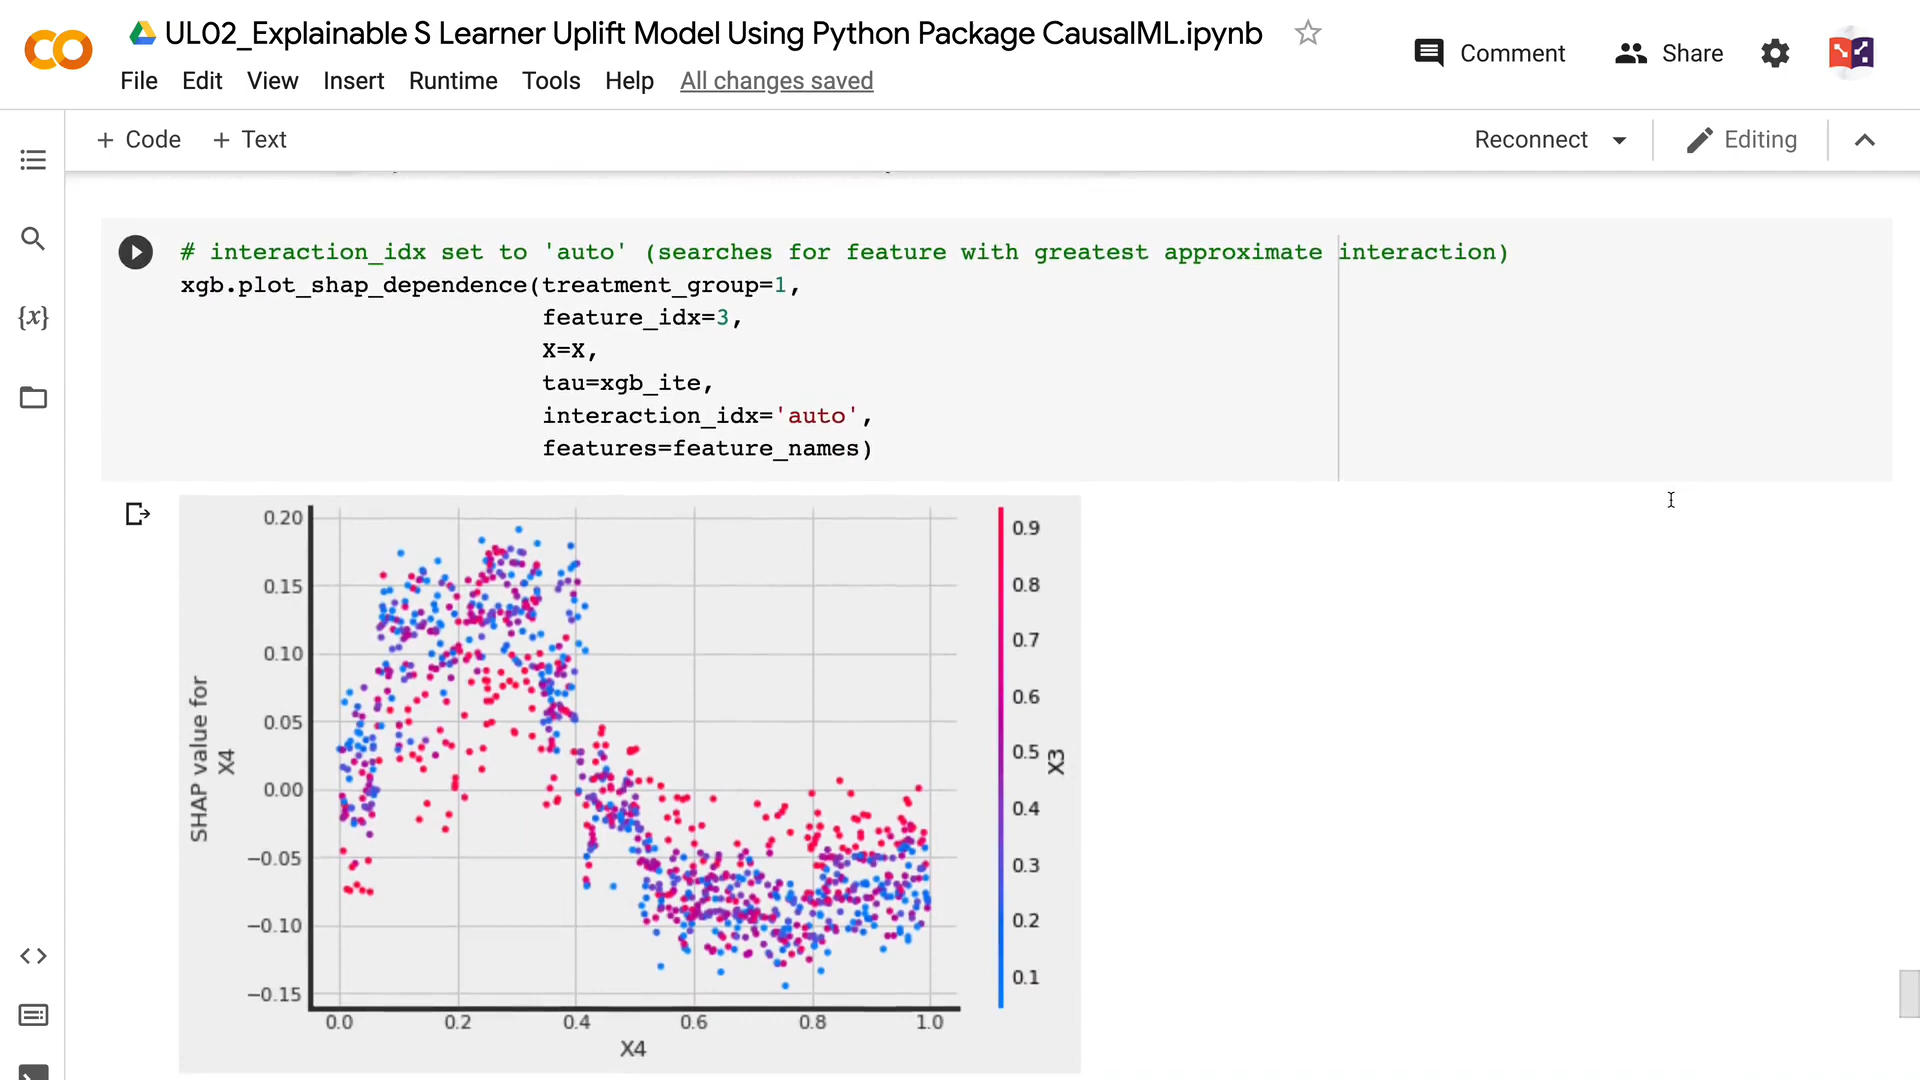 UL02_Explainable S Learner Uplift Model Using Python Package CausalML.ipynb
Comment
Share
File Edit View Insert Runtime Tools Help All changes saved
+ Code + Text
Reconnect
Editing
{x}
# interaction_idx set to 'auto' (searches for feature with greatest approximate interaction)
xgb.plot_shap_dependence(treatment_group=1,
feature_idx=3,
X=X,
tau=xgb_ite,
interaction_idx='auto',
features=feature_names)
0.20
0.15
0.10
0.05
0.00
−0.05
−0.10
−0.15
SHAP value for
X4
0.0 0.2 0.4 0.6 0.8 1.0
X4
0.9
0.8
0.7
0.6
0.5
0.4
0.3
0.2
0.1
X3